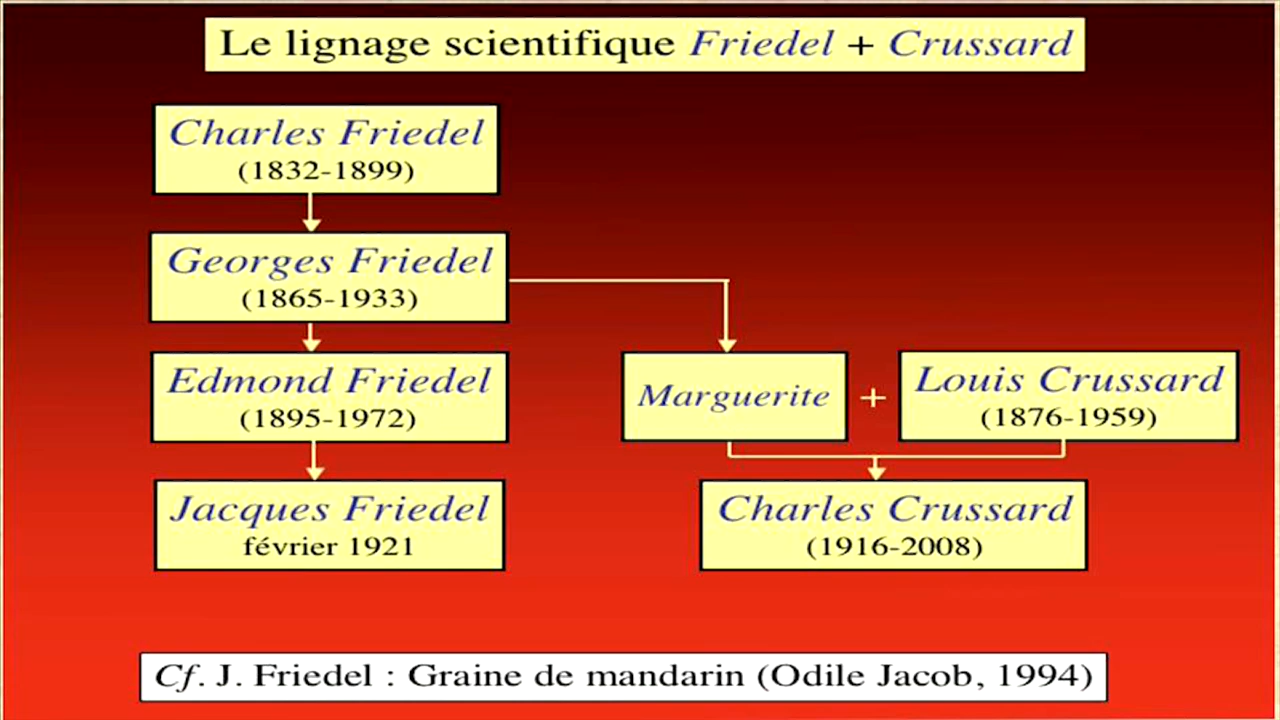 Le lignage scientifique Friedel + Crussard
Charles Friedel
(1832-1899)
Georges Friedel
(1865-1933)
Edmond Friedel
(1895-1972)
Marguerite
+
Louis Crussard
(1876-1959)
Jacques Friedel
février 1921
Charles Crussard
(1916-2008)
Cf. J. Friedel : Graine de mandarin (Odile Jacob, 1994)